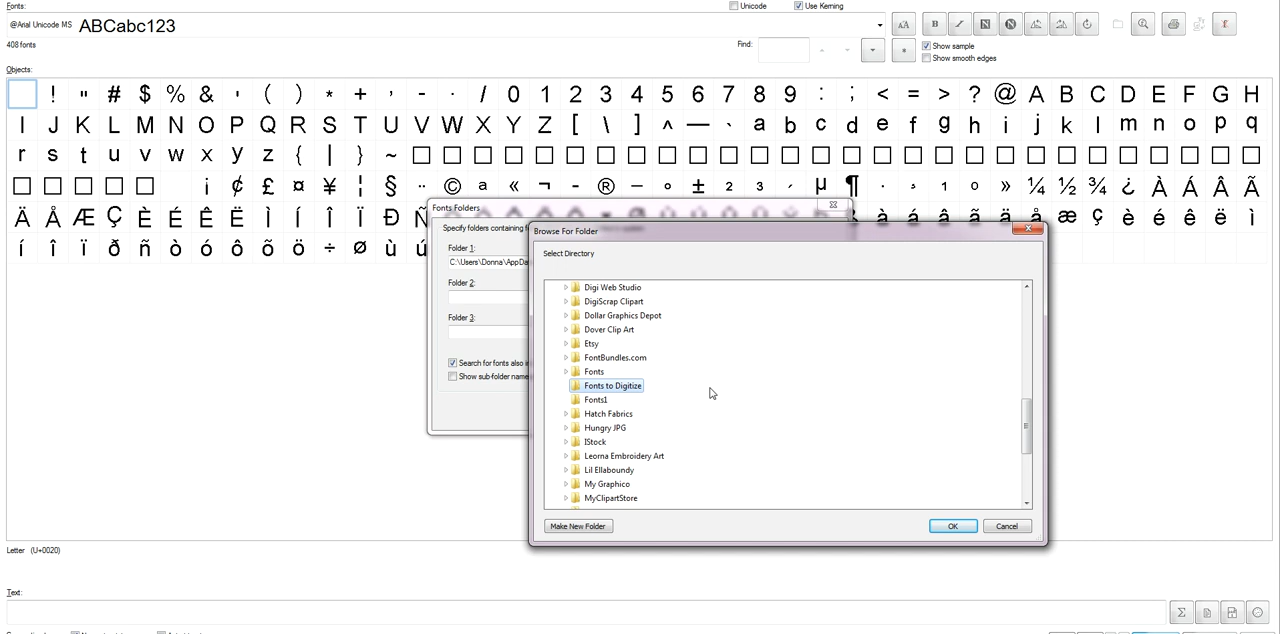 Fonts:
Unicode
Use Kerning
@Arial Unicode MS ABCabc123
408 fonts
Find:
Show sample
Show smooth edges
Objects:
! " # $ % & ' ( ) * + , - . / 0 1 2 3 4 5 6 7 8 9 : ; < = > ? @ A B C D E F G H
I J K L M N O P Q R S T U V W X Y Z [ \ ] ^ _ ` a b c d e f g h i j k l m n o p q
r s t u v w x y z { | } ~
¡ ¢ £ ¤ ¥ ¦ § ¨ © ª « ¬ - ® ¯ ° ± ² ³ ´ µ ¶ · ¸ ¹ º » ¼ ½ ¾ ¿ À Á Â Ã
Ä Å Æ Ç È É Ê Ë Ì Í Î Ï Ð Ñ ß à á â ã ä å æ ç è é ê ë ì
í î ï ð ñ ò ó ô õ ö ÷ ø ù ú
Fonts Folders
Specify folders containing
Folder 1:
C:\Users\Donna\AppDa
Folder 2:
Folder 3:
Search for fonts also in
Show sub-folder name
Browse For Folder
Select Directory
Digi Web Studio
DigiScrap Clipart
Dollar Graphics Depot
Dover Clip Art
Etsy
FontBundles.com
Fonts
Fonts to Digitize
Fonts1
Hatch Fabrics
Hungry JPG
IStock
Leorna Embroidery Art
Lil Ellaboundy
My Graphico
MyClipartStore
Make New Folder
OK
Cancel
Letter (U+0020)
Text: